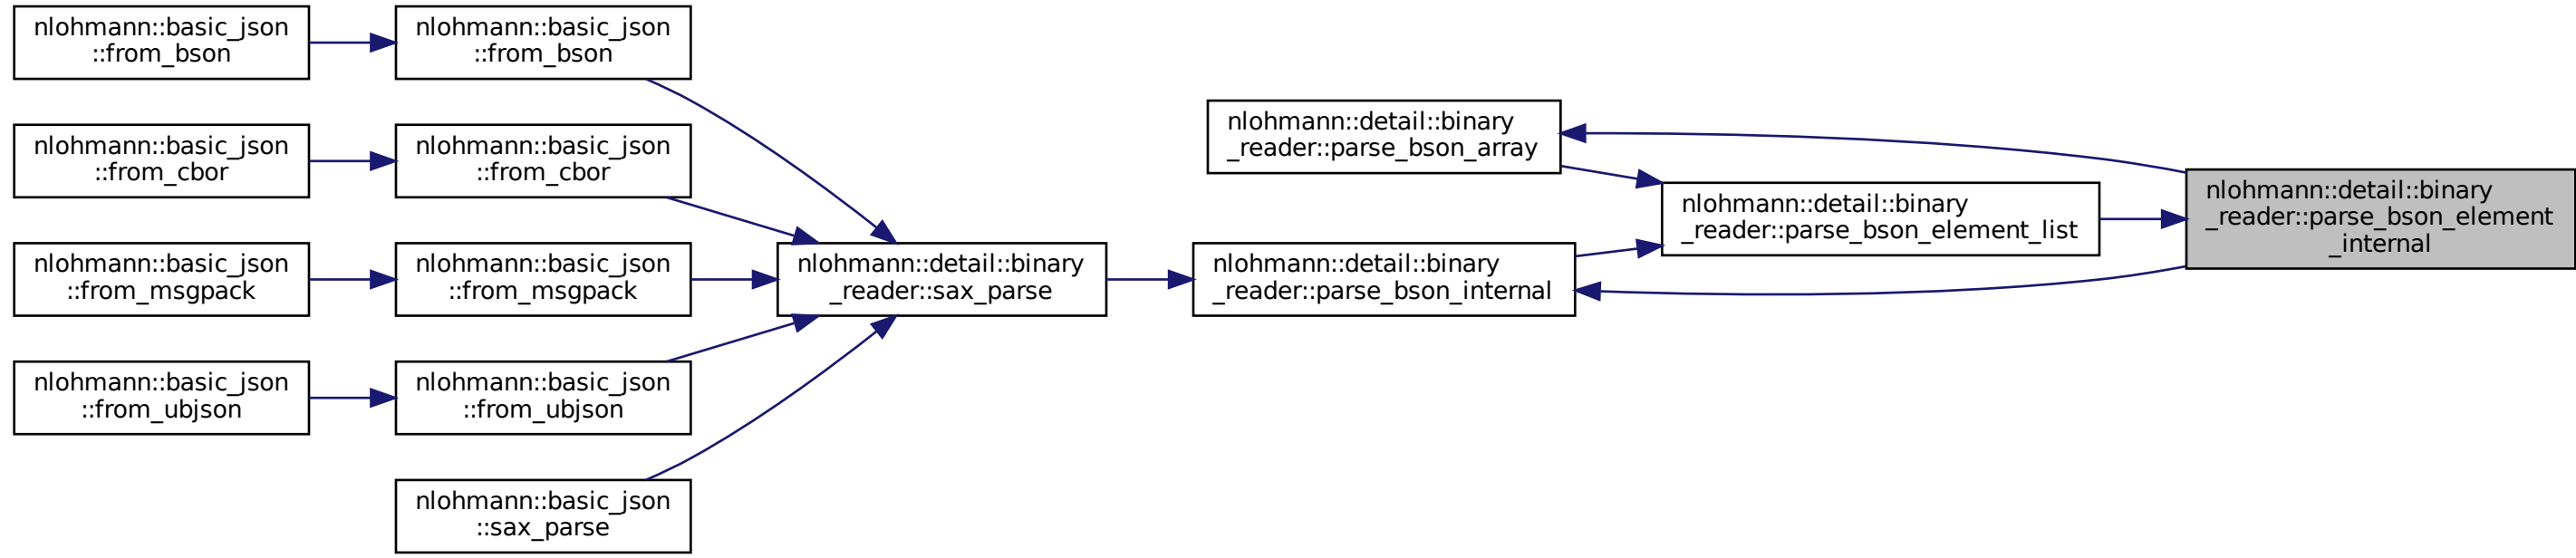 nlohmann::basic_json
::from_bson
nlohmann::basic_json
::from_cbor
nlohmann::basic_json
::from_msgpack
nlohmann::basic_json
::from_ubjson
nlohmann::basic_json
::from_bson
nlohmann::basic_json
::from_cbor
nlohmann::basic_json
::from_msgpack
nlohmann::basic_json
::from_ubjson
nlohmann::basic_json
::sax_parse
nlohmann::detail::binary
_reader::sax_parse
nlohmann::detail::binary
_reader::parse_bson_array
nlohmann::detail::binary
_reader::parse_bson_internal
nlohmann::detail::binary
_reader::parse_bson_element_list
nlohmann::detail::binary
_reader::parse_bson_element
_internal